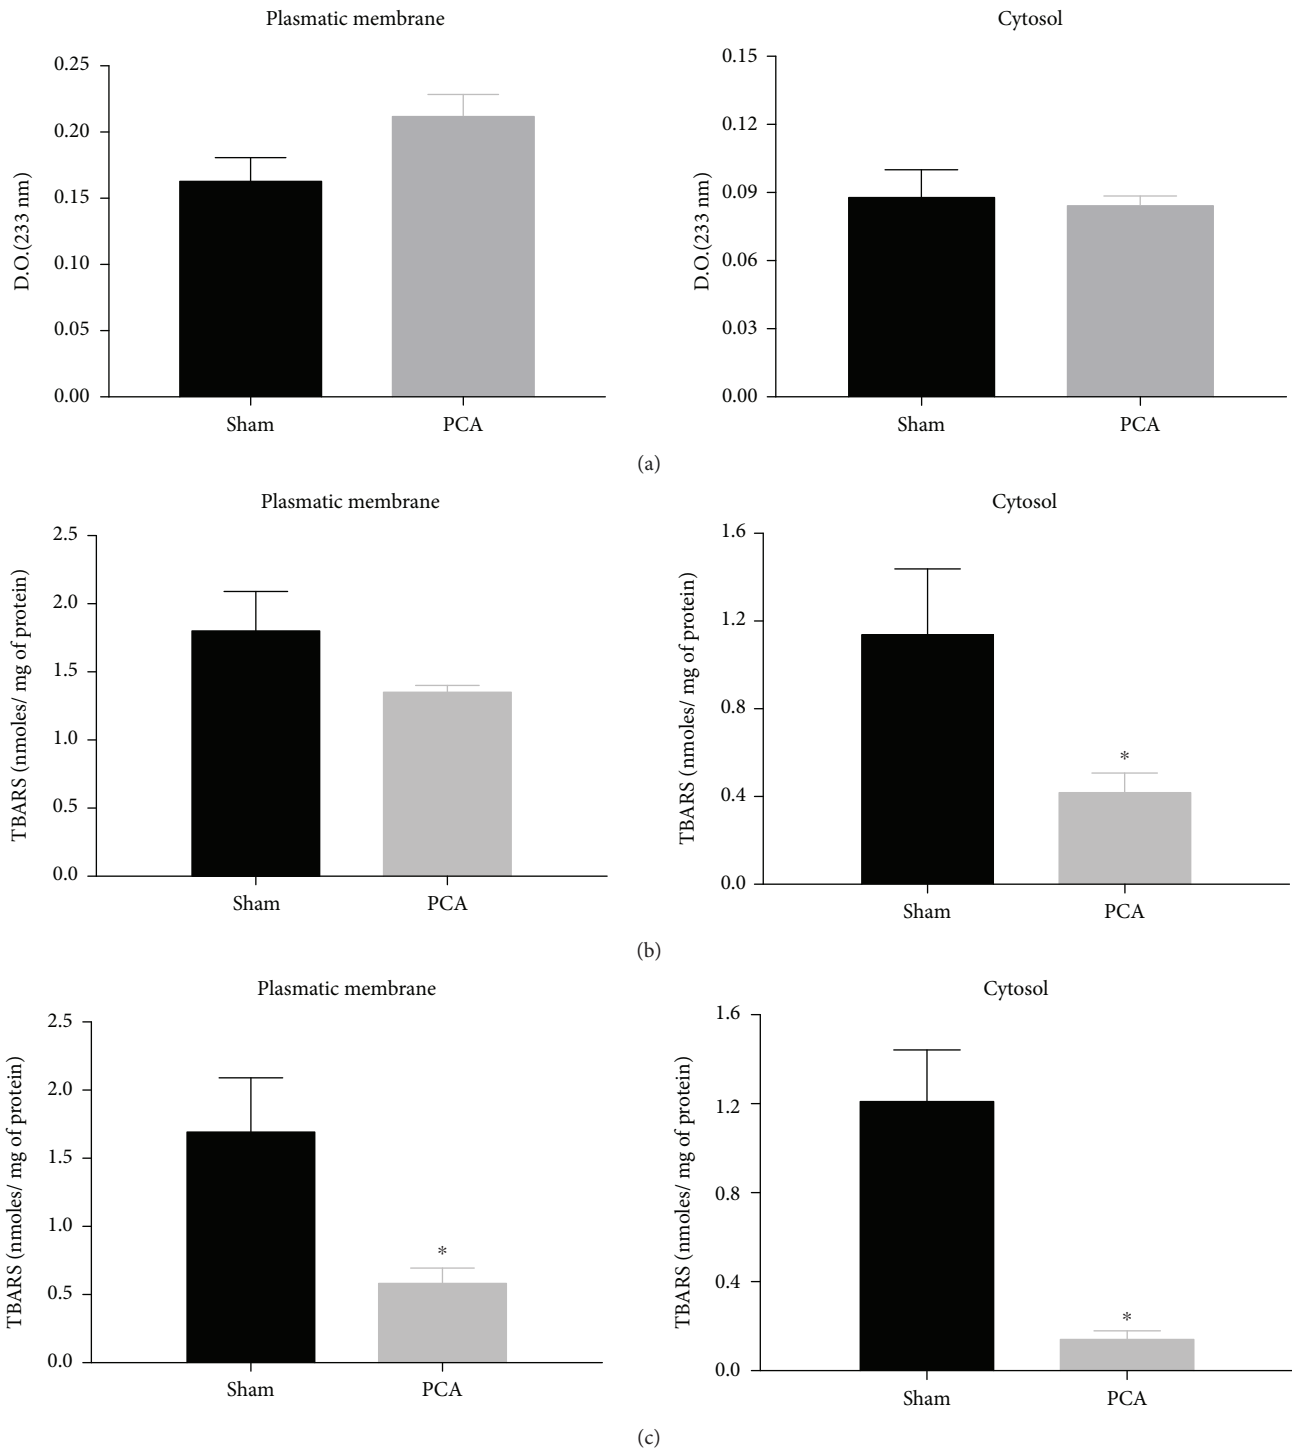 Plasmatic membrane
Cytosol
D.O.(233 nm)
0.25
0.20
0.15
0.10
0.05
0.00
Sham PCA
D.O.(233 nm)
0.15
0.12
0.09
0.06
0.03
0.00
Sham PCA
(a)
Plasmatic membrane
Cytosol
TBARS (nmoles/ mg of protein)
2.5
2.0
1.5
1.0
0.5
0.0
Sham PCA
TBARS (nmoles/ mg of protein)
1.6
1.2
0.8
0.4
0.0
*
Sham PCA
(b)
Plasmatic membrane
Cytosol
TBARS (nmoles/ mg of protein)
2.5
2.0
1.5
1.0
0.5
0.0
*
Sham PCA
TBARS (nmoles/ mg of protein)
1.6
1.2
0.8
0.4
0.0
*
Sham PCA
(c)